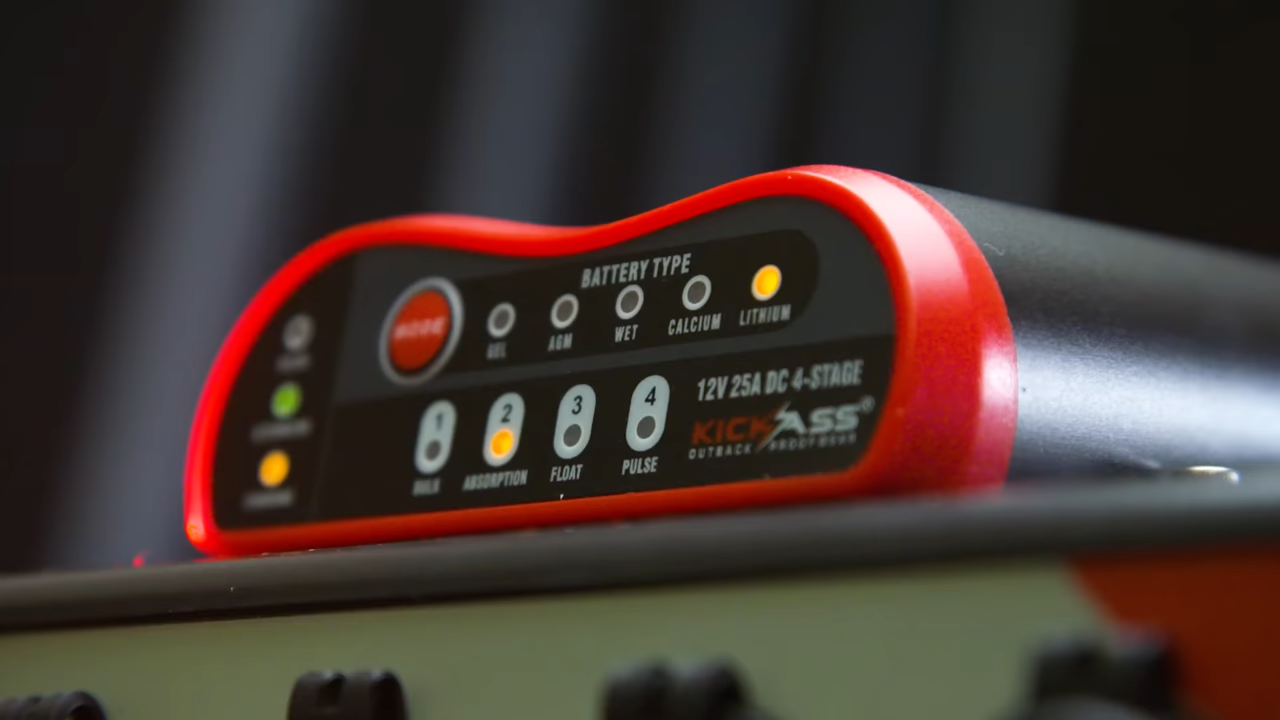 BATTERY TYPE
MODE
GEL
AGM
WET
CALCIUM
LITHIUM
1
2
3
4
BULK
ABSORPTION
FLOAT
PULSE
12V 25A DC 4-STAGE
KICKASS®
OUTBACK PROOF GEAR